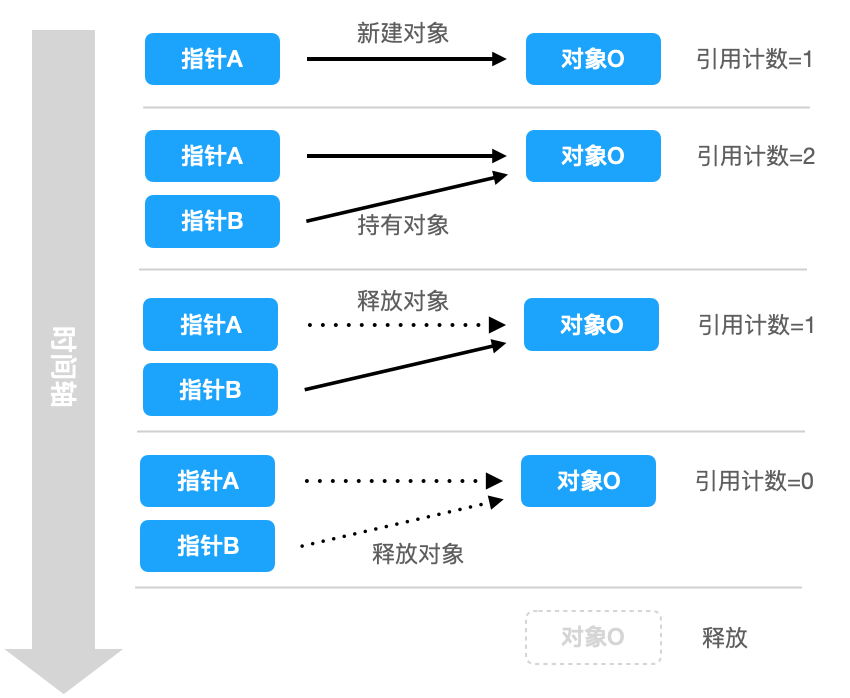 新建对象
指针A
对象O
引用计数=1
指针A
对象O
引用计数=2
指针B
持有对象
时间轴
释放对象
指针A
对象O
引用计数=1
指针B
指针A
对象O
引用计数=0
指针B
释放对象
对象O
释放